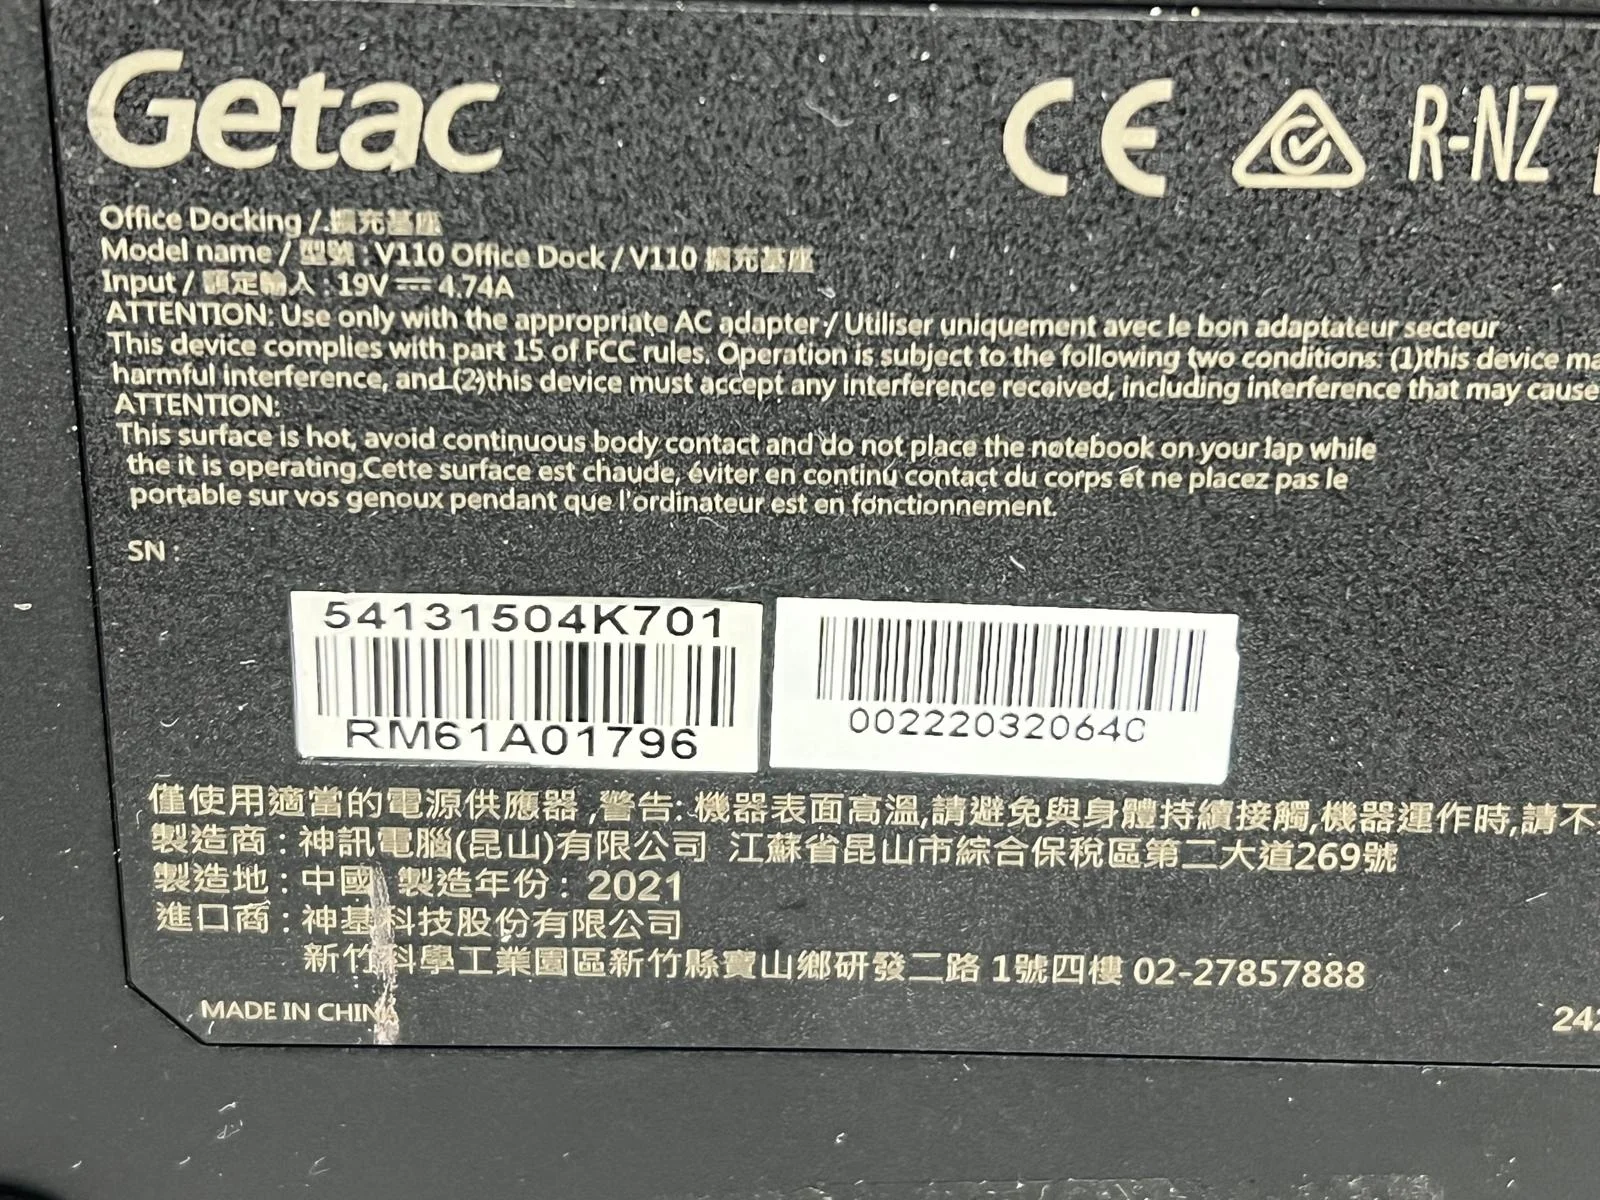 Getac
CE R-NZ
Office Docking / 擴充基座
Model name / 型號 : V110 Office Dock / V110 擴充基座
Input / 額定輸入 : 19V ⎓ 4.74A
ATTENTION: Use only with the appropriate AC adapter / Utiliser uniquement avec le bon adaptateur secteur
This device complies with part 15 of FCC rules. Operation is subject to the following two conditions: (1)this device ma
harmful interference, and (2)this device must accept any interference received, including interference that may cause
ATTENTION:
This surface is hot, avoid continuous body contact and do not place the notebook on your lap while
the it is operating.Cette surface est chaude, éviter en continu contact du corps et ne placez pas le
portable sur vos genoux pendant que l'ordinateur est en fonctionnement.
SN :
54131504K701
RM61A01796
002220320640
僅使用適當的電源供應器 ,警告: 機器表面高溫,請避免與身體持續接觸,機器運作時,請不
製造商 : 神訊電腦(昆山)有限公司 江蘇省昆山市綜合保稅區第二大道269號
製造地 : 中國 製造年份 : 2021
進口商 : 神基科技股份有限公司
新竹科學工業園區新竹縣寶山鄉研發二路 1號四樓 02-27857888
MADE IN CHINA
242